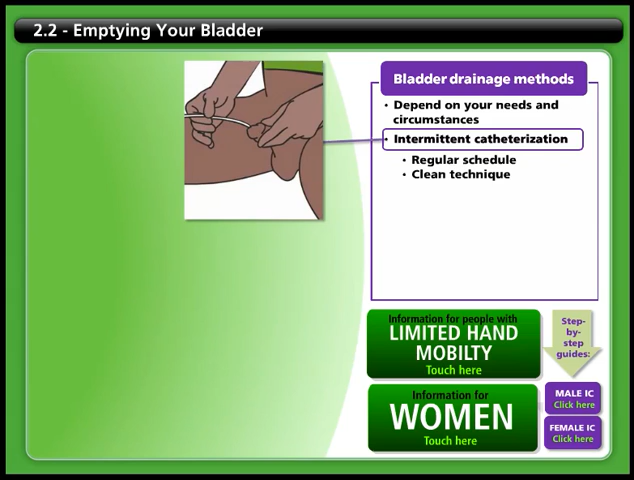 2.2 - Emptying Your Bladder
Bladder drainage methods
• Depend on your needs and
circumstances
• Intermittent catheterization
• Regular schedule
• Clean technique
Information for people with
LIMITED HAND
MOBILTY
Touch here
Step-
by-
step
guides:
Information for
WOMEN
Touch here
MALE IC
Click here
FEMALE IC
Click here